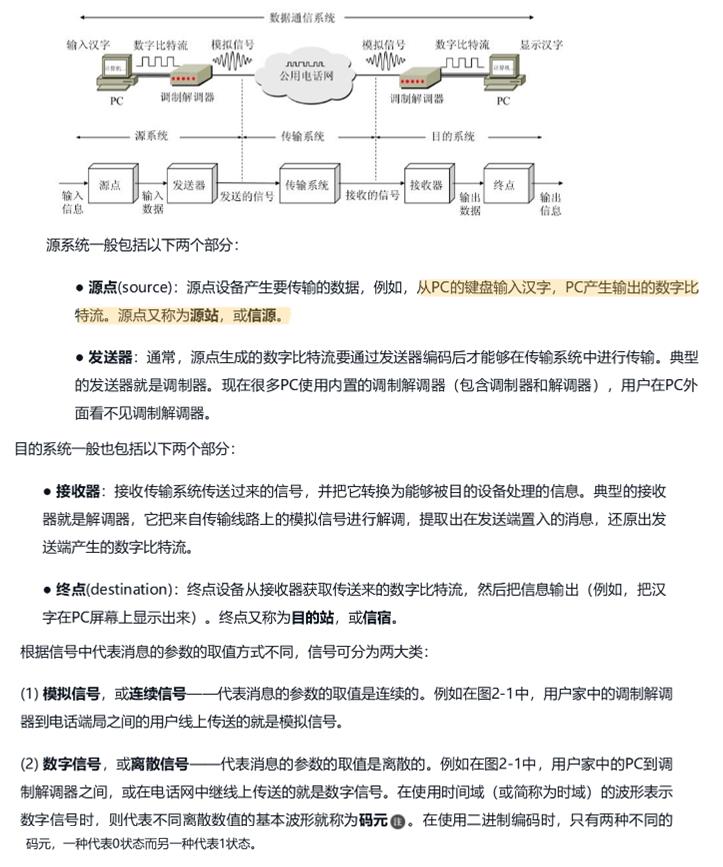 数据通信系统
输入汉字 数字比特流 模拟信号 模拟信号 数字比特流 显示汉字
计算机 公用电话网 计算机
PC 调制解调器 调制解调器 PC
源系统 传输系统 目的系统
源点 发送器 传输系统 接收器 终点
输入 输入 发送的信号 接收的信号 输出 输出
信息 数据 数据 信息
源系统一般包括以下两个部分：
● 源点(source)：源点设备产生要传输的数据，例如，从PC的键盘输入汉字，PC产生输出的数字比
特流。源点又称为源站，或信源。
● 发送器：通常，源点生成的数字比特流要通过发送器编码后才能够在传输系统中进行传输。典型
的发送器就是调制器。现在很多PC使用内置的调制解调器（包含调制器和解调器），用户在PC外
面看不见调制解调器。
目的系统一般也包括以下两个部分：
● 接收器：接收传输系统传送过来的信号，并把它转换为能够被目的设备处理的信息。典型的接收
器就是解调器，它把来自传输线路上的模拟信号进行解调，提取出在发送端置入的消息，还原出发
送端产生的数字比特流。
● 终点(destination)：终点设备从接收器获取传送来的数字比特流，然后把信息输出（例如，把汉
字在PC屏幕上显示出来）。终点又称为目的站，或信宿。
根据信号中代表消息的参数的取值方式不同，信号可分为两大类：
(1) 模拟信号，或连续信号——代表消息的参数的取值是连续的。例如在图2-1中，用户家中的调制解调
器到电话端局之间的用户线上传送的就是模拟信号。
(2) 数字信号，或离散信号——代表消息的参数的取值是离散的。例如在图2-1中，用户家中的PC到调
制解调器之间，或在电话网中继线上传送的就是数字信号。在使用时间域（或简称为时域）的波形表示
数字信号时，则代表不同离散数值的基本波形就称为码元 注 。在使用二进制编码时，只有两种不同的
码元，一种代表0状态而另一种代表1状态。